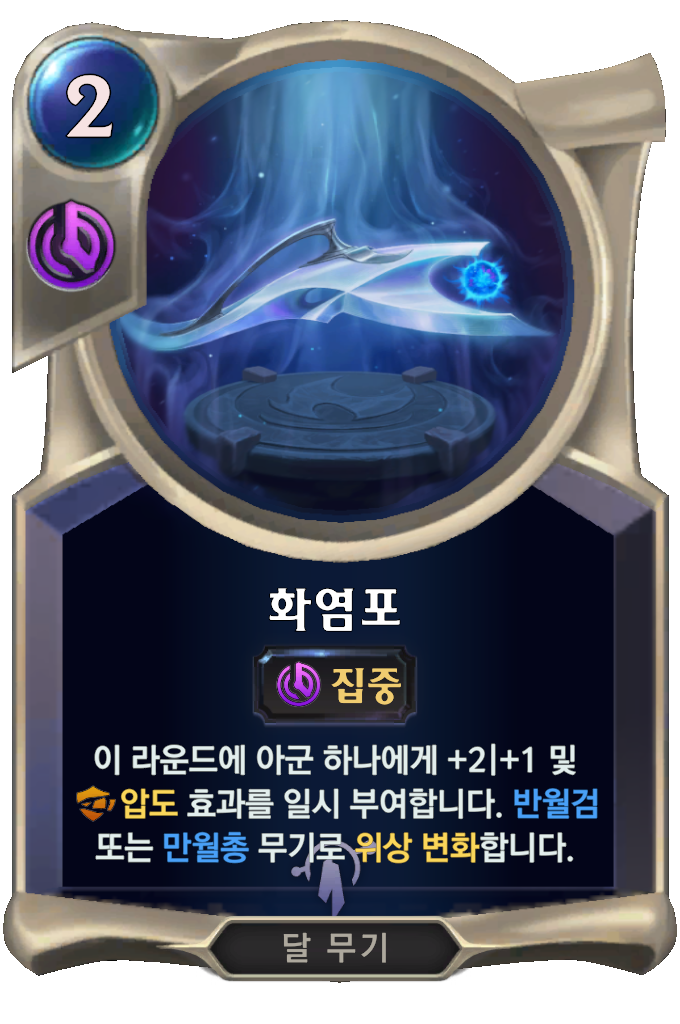 2
화염포
집중
이 라운드에 아군 하나에게 +2|+1 및
압도 효과를 일시 부여합니다. 반월검
또는 만월총 무기로 위상 변화합니다.
달 무기